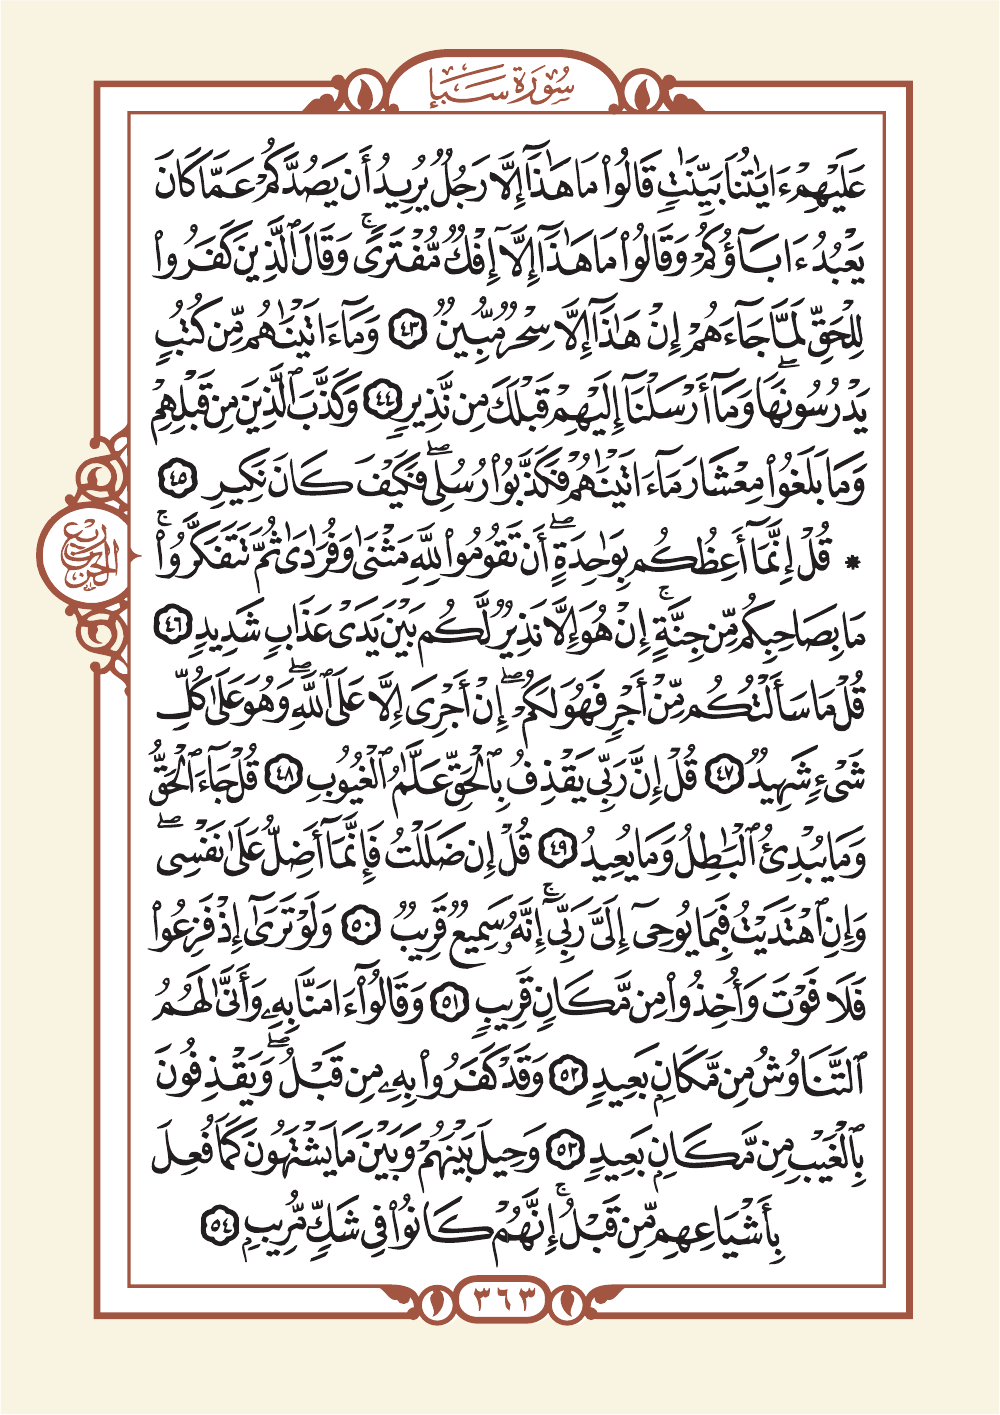 سُورَةُ سَبَإٍ
عَلَيْهِمْ ءَايَٰتُنَا بَيِّنَٰتٍ قَالُوا۟ مَا هَٰذَآ إِلَّا رَجُلٌ يُرِيدُ أَن يَصُدَّكُمْ عَمَّا كَانَ
يَعْبُدُ ءَابَآؤُكُمْ وَقَالُوا۟ مَا هَٰذَآ إِلَّآ إِفْكٌ مُّفْتَرًى ۚ وَقَالَ ٱلَّذِينَ كَفَرُوا۟
لِلْحَقِّ لَمَّا جَآءَهُمْ إِنْ هَٰذَآ إِلَّا سِحْرٌ مُّبِينٌ ٤٣ وَمَآ ءَاتَيْنَٰهُم مِّن كُتُبٍ
يَدْرُسُونَهَا ۖ وَمَآ أَرْسَلْنَآ إِلَيْهِمْ قَبْلَكَ مِن نَّذِيرٍ ٤٤ وَكَذَّبَ ٱلَّذِينَ مِن قَبْلِهِمْ
وَمَا بَلَغُوا۟ مِعْشَارَ مَآ ءَاتَيْنَٰهُمْ فَكَذَّبُوا۟ رُسُلِى ۖ فَكَيْفَ كَانَ نَكِيرِ ٤٥
* قُلْ إِنَّمَآ أَعِظُكُم بِوَٰحِدَةٍ ۖ أَن تَقُومُوا۟ لِلَّهِ مَثْنَىٰ وَفُرَٰدَىٰ ثُمَّ تَتَفَكَّرُوا۟ ۚ
مَا بِصَاحِبِكُم مِّن جِنَّةٍ ۚ إِنْ هُوَ إِلَّا نَذِيرٌ لَّكُم بَيْنَ يَدَىْ عَذَابٍ شَدِيدٍ ٤٦
قُلْ مَا سَأَلْتُكُم مِّنْ أَجْرٍ فَهُوَ لَكُمْ ۖ إِنْ أَجْرِىَ إِلَّا عَلَى ٱللَّهِ ۖ وَهُوَ عَلَىٰ كُلِّ
شَىْءٍ شَهِيدٌ ٤٧ قُلْ إِنَّ رَبِّى يَقْذِفُ بِٱلْحَقِّ عَلَّٰمُ ٱلْغُيُوبِ ٤٨ قُلْ جَآءَ ٱلْحَقُّ
وَمَا يُبْدِئُ ٱلْبَٰطِلُ وَمَا يُعِيدُ ٤٩ قُلْ إِن ضَلَلْتُ فَإِنَّمَآ أَضِلُّ عَلَىٰ نَفْسِى ۖ
وَإِنِ ٱهْتَدَيْتُ فَبِمَا يُوحِىٓ إِلَىَّ رَبِّىٓ ۚ إِنَّهُۥ سَمِيعٌ قَرِيبٌ ٥٠ وَلَوْ تَرَىٰٓ إِذْ فَزِعُوا۟
فَلَا فَوْتَ وَأُخِذُوا۟ مِن مَّكَانٍ قَرِيبٍ ٥١ وَقَالُوٓا۟ ءَامَنَّا بِهِۦ وَأَنَّىٰ لَهُمُ
ٱلتَّنَاوُشُ مِن مَّكَانٍۭ بَعِيدٍ ٥٢ وَقَدْ كَفَرُوا۟ بِهِۦ مِن قَبْلُ ۖ وَيَقْذِفُونَ
بِٱلْغَيْبِ مِن مَّكَانٍۭ بَعِيدٍ ٥٣ وَحِيلَ بَيْنَهُمْ وَبَيْنَ مَا يَشْتَهُونَ كَمَا فُعِلَ
بِأَشْيَاعِهِم مِّن قَبْلُ ۚ إِنَّهُمْ كَانُوا۟ فِى شَكٍّ مُّرِيبٍۭ ٥٤
٣٦٣